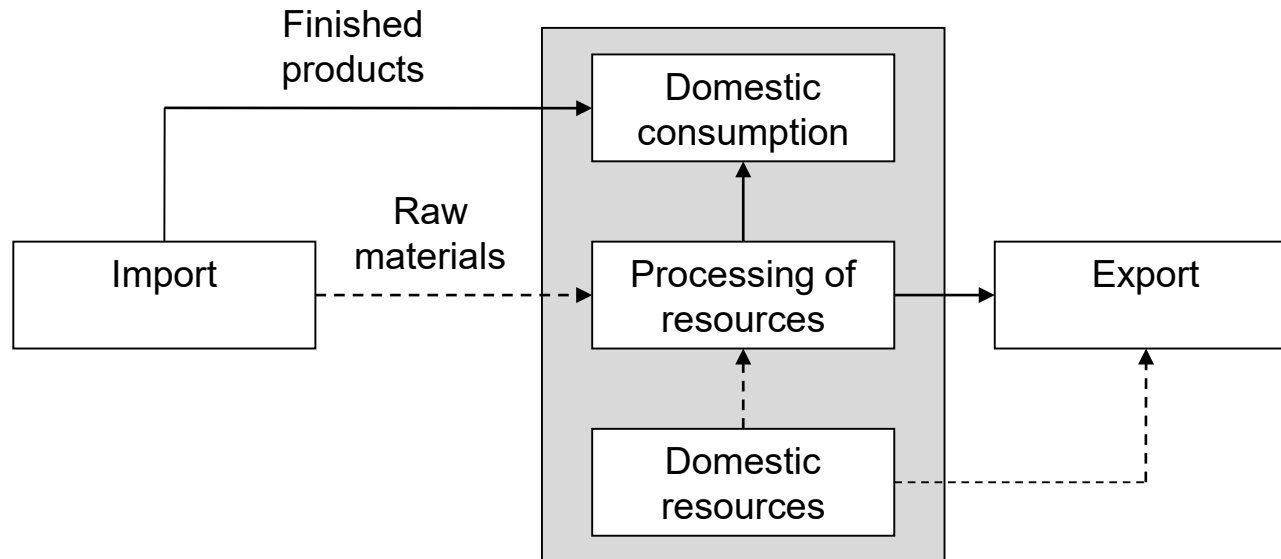 Finished
products
Domestic
consumption
Raw
materials
Import
Processing of
resources
Export
Domestic
resources